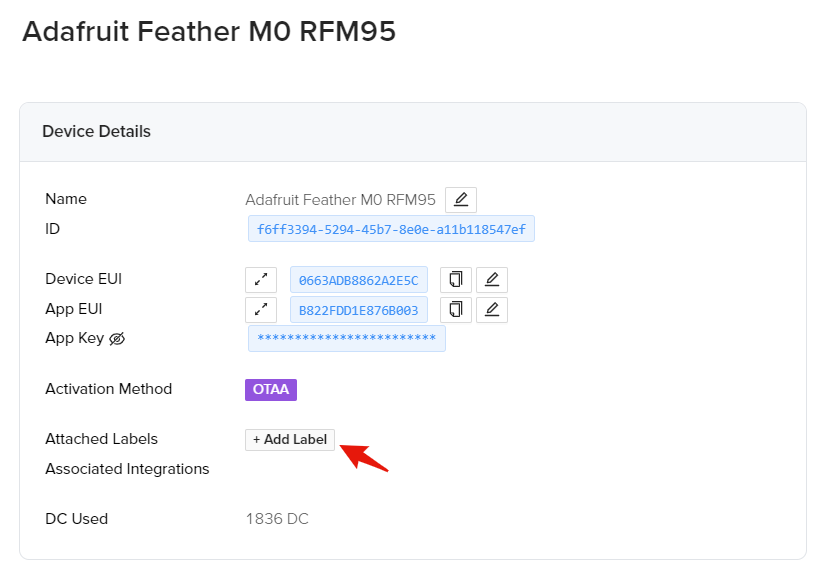 Adafruit Feather M0 RFM95
Device Details
Name Adafruit Feather M0 RFM95
ID f6ff3394-5294-45b7-8e0e-a11b118547ef
Device EUI 0663ADB8862A2E5C
App EUI B822FDD1E876B003
App Key ************************
Activation Method OTAA
Attached Labels + Add Label
Associated Integrations
DC Used 1836 DC